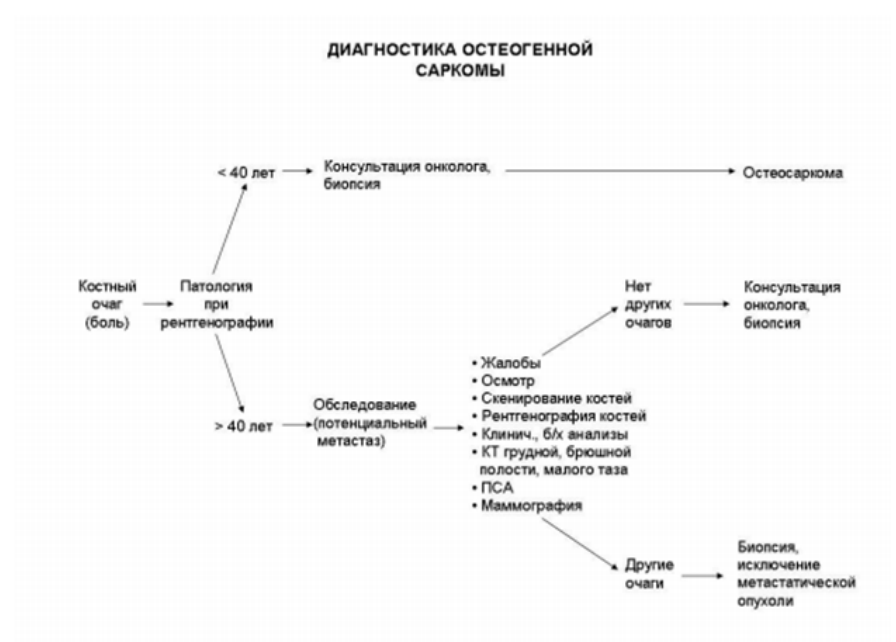 ДИАГНОСТИКА ОСТЕОГЕННОЙ
САРКОМЫ
< 40 лет
Консультация онколога,
биопсия
Остеосаркома
Костный
очаг
(боль)
Патология
при
рентгенографии
> 40 лет
Обследование
(потенциальный
метастаз)
• Жалобы
• Осмотр
• Скенирование костей
• Рентгенография костей
• Клинич., б/х анализы
• КТ грудной, брюшной
полости, малого таза
• ПСА
• Маммография
Нет
других
очагов
Консультация
онколога,
биопсия
Другие
очаги
Биопсия,
исключение
метастатической
опухоли